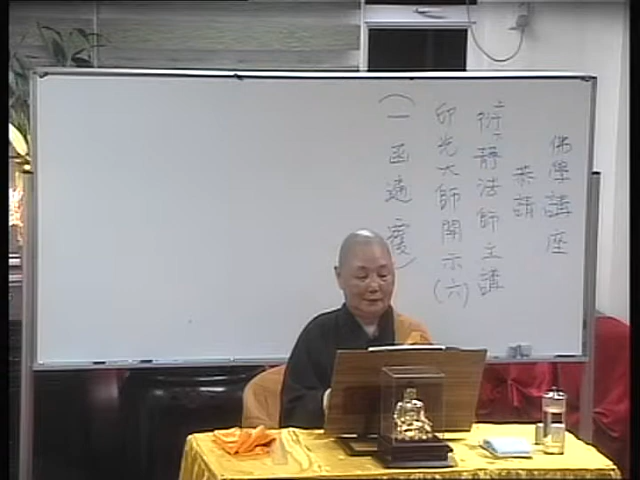 佛學講座
恭請
衍靜法師主講
印光大師開示(六)
(一函遍覆)